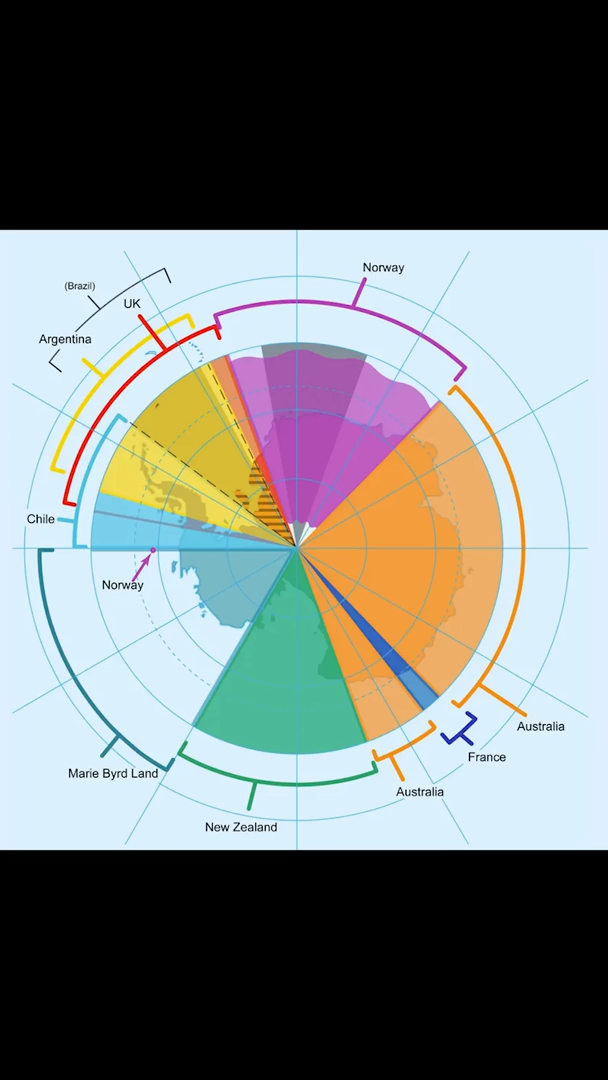 Norway
(Brazil)
UK
Argentina
Chile
Norway
Australia
France
Marie Byrd Land
Australia
New Zealand